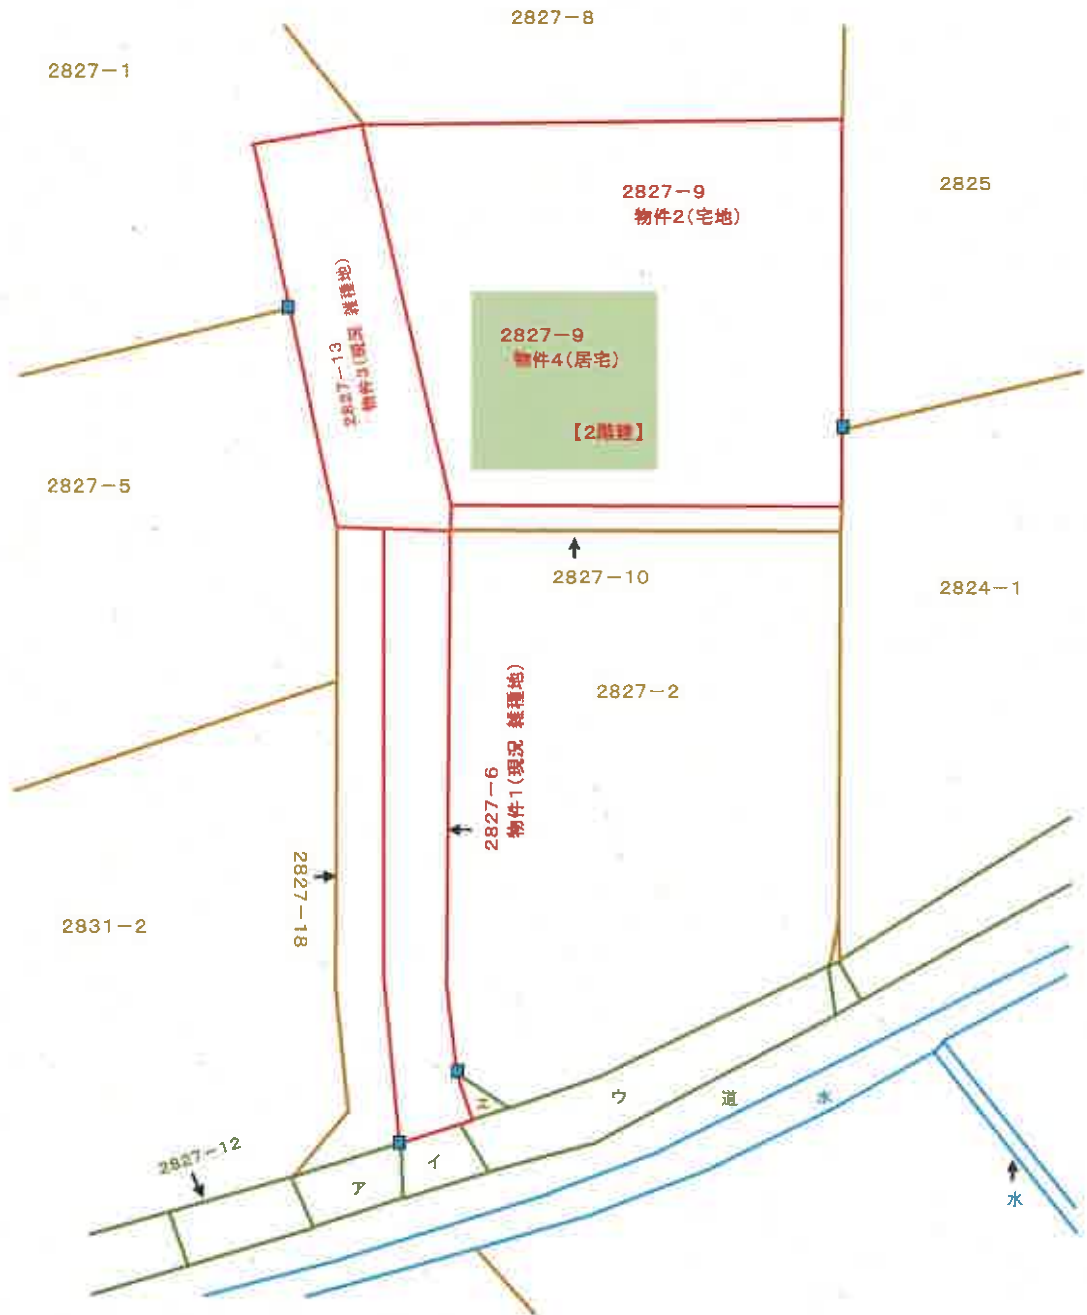 2827-8
2827-1
2825
2827-9
物件2(宅地)
2827-13
物件3(現況 雑種地)
2827-9
物件4(居宅)
【2階建】
2827-5
2827-10
2824-1
2827-2
2827-6
物件1(現況 雑種地)
2827-18
2831-2
エ
ウ
道
水
イ
ア
2827-12
水